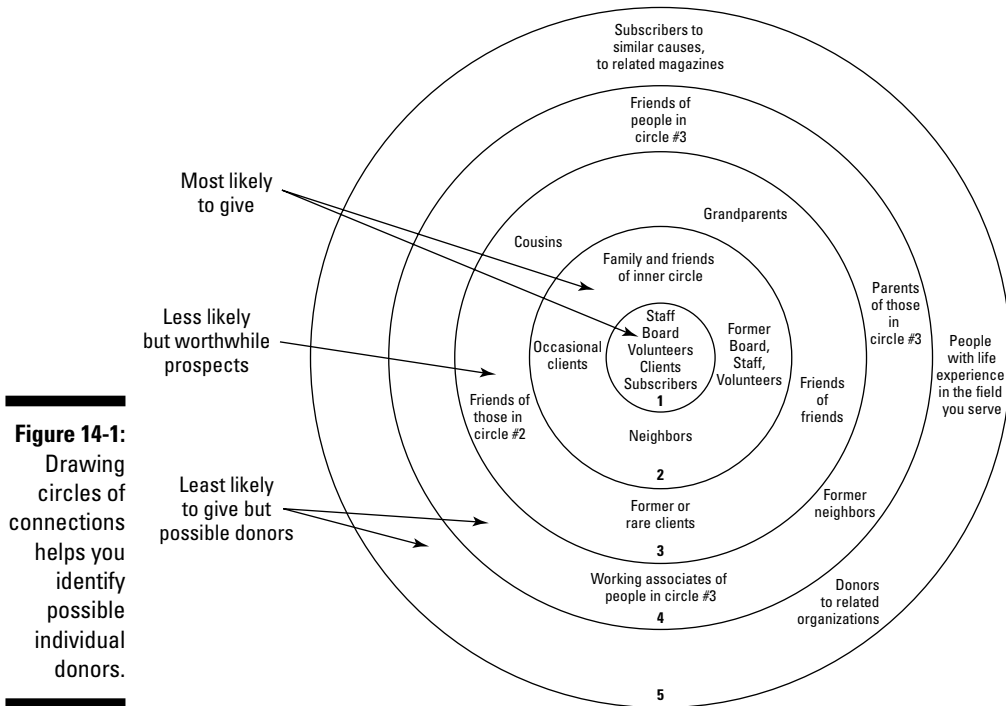 Subscribers to
similar causes,
to related magazines
Friends of
people in
circle #3
Most likely
to give
Grandparents
Cousins
Family and friends
of inner circle
Less likely
but worthwhile
prospects
Occasional
clients
Staff
Board
Volunteers
Clients
Subscribers
1
Former
Board,
Staff,
Volunteers
Parents
of those
in
circle #3
People
with life
experience
in the field
you serve
Friends of
those in
circle #2
Friends
of
friends
Neighbors
2
Least likely
to give but
possible donors
Former or
rare clients
3
Former
neighbors
Working associates of
people in circle #3
4
Donors
to related
organizations
5
Figure 14-1:
Drawing
circles of
connections
helps you
identify
possible
individual
donors.